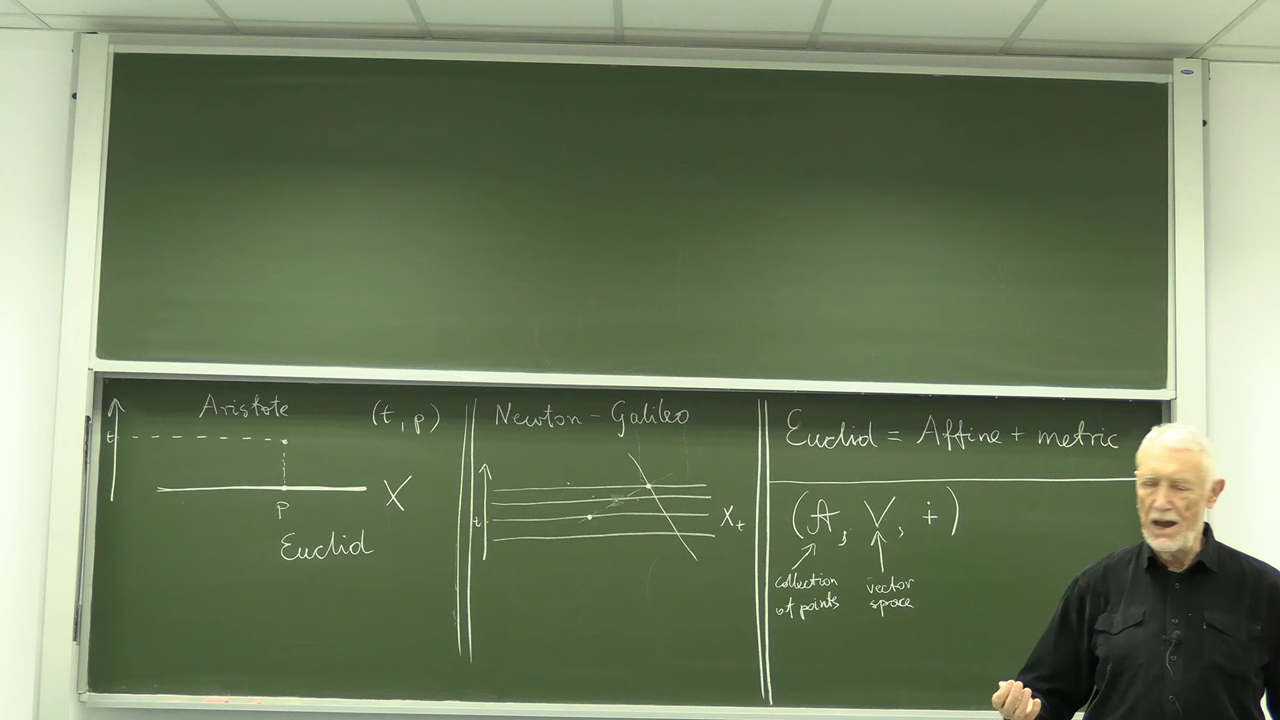 Aristote
(t, p)
t
X
p
Euclid
Newton - Galileo
t
X_t
Euclid = Affine + metric
(A, V, +)
collection of points
vector space